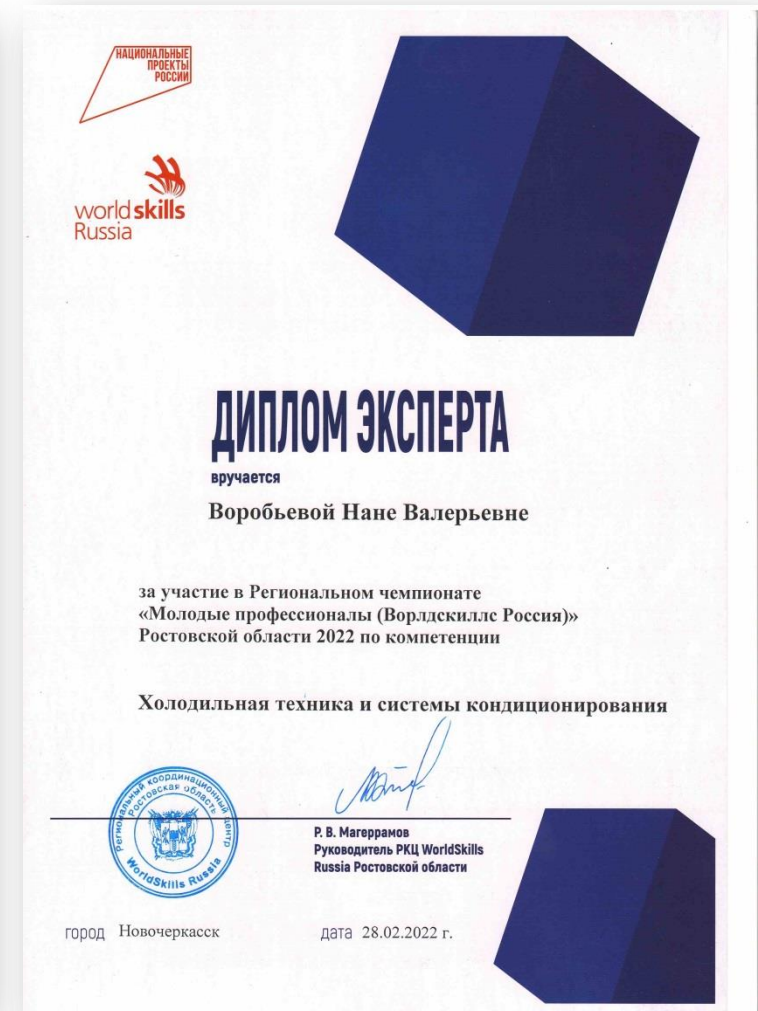 НАЦИОНАЛЬНЫЕ
ПРОЕКТЫ
РОССИИ
worldskills
Russia
ДИПЛОМ ЭКСПЕРТА
вручается
Воробьевой Нане Валерьевне
за участие в Региональном чемпионате
«Молодые профессионалы (Ворлдскиллс Россия)»
Ростовской области 2022 по компетенции
Холодильная техника и системы кондиционирования
Региональный координационный центр
Ростовская область
WorldSkills Russia
Р. В. Магеррамов
Руководитель РКЦ WorldSkills
Russia Ростовской области
город Новочеркасск
дата 28.02.2022 г.